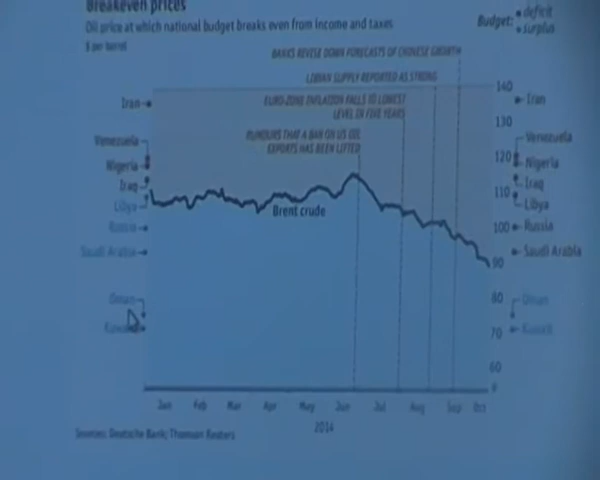 Breakeven prices
Oil price at which national budget breaks even from income and taxes
$ per barrel
Budget: • deficit
• surplus
BANKS REVISE DOWN FORECASTS OF CHINESE GROWTH
LIBYAN SUPPLY REPORTED AS STRONG
EURO-ZONE INFLATION FALLS TO LOWEST
LEVEL IN FIVE YEARS
RUMOURS THAT A BAN ON US OIL
EXPORTS HAS BEEN LIFTED
Iran
Venezuela
Nigeria
Iraq
Libya
Russia
Saudi Arabia
Oman
Kuwait
Brent crude
140
130
120
110
100
90
80
70
60
0
Iran
Venezuela
Nigeria
Iraq
Libya
Russia
Saudi Arabia
Oman
Kuwait
Jan Feb Mar Apr May Jun Jul Aug Sep Oct
2014
Sources: Deutsche Bank; Thomson Reuters